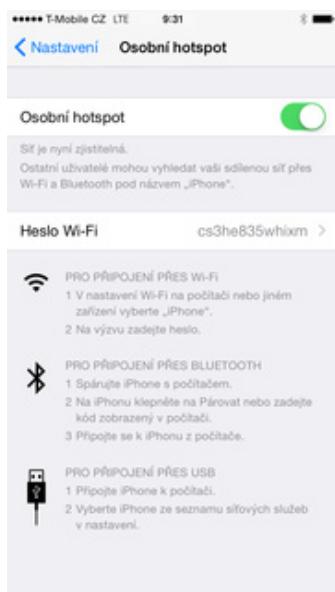 T-Mobile CZ LTE 9:31
Nastavení Osobní hotspot
Osobní hotspot
Síť je nyní zjistitelná.
Ostatní uživatelé mohou vyhledat vaši sdílenou síť přes
Wi-Fi a Bluetooth pod názvem „iPhone“.
Heslo Wi-Fi cs3he835whixm
PRO PŘIPOJENÍ PŘES Wi-Fi
1 V nastavení Wi-Fi na počítači nebo jiném
zařízení vyberte „iPhone“.
2 Na výzvu zadejte heslo.
PRO PŘIPOJENÍ PŘES BLUETOOTH
1 Spárujte iPhone s počítačem.
2 Na iPhonu klepněte na Párovat nebo zadejte
kód zobrazený v počítači.
3 Připojte se k iPhonu z počítače.
PRO PŘIPOJENÍ PŘES USB
1 Připojte iPhone k počítači.
2 Vyberte iPhone ze seznamu síťových služeb
v nastavení.